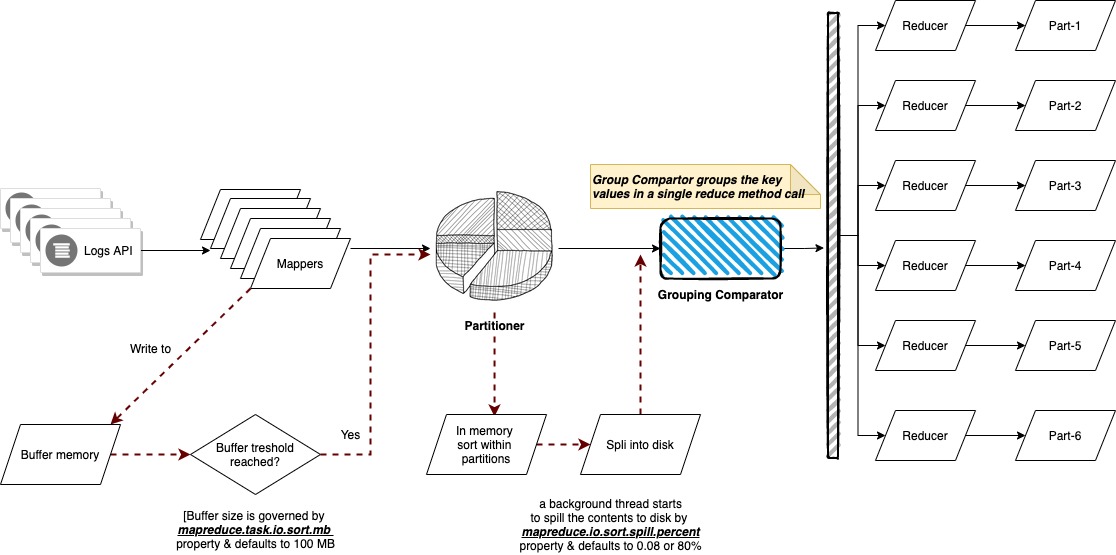 Logs API
Mappers
Write to
Buffer memory
Buffer treshold
reached?
Yes
[Buffer size is governed by
mapreduce.task.io.sort.mb
property & defaults to 100 MB
Partitioner
In memory
sort within
partitions
Spli into disk
a background thread starts
to spill the contents to disk by
mapreduce.io.sort.spill.percent
property & defaults to 0.08 or 80%
Group Compartor groups the key
values in a single reduce method call
Grouping Comparator
Reducer
Part-1
Reducer
Part-2
Reducer
Part-3
Reducer
Part-4
Reducer
Part-5
Reducer
Part-6